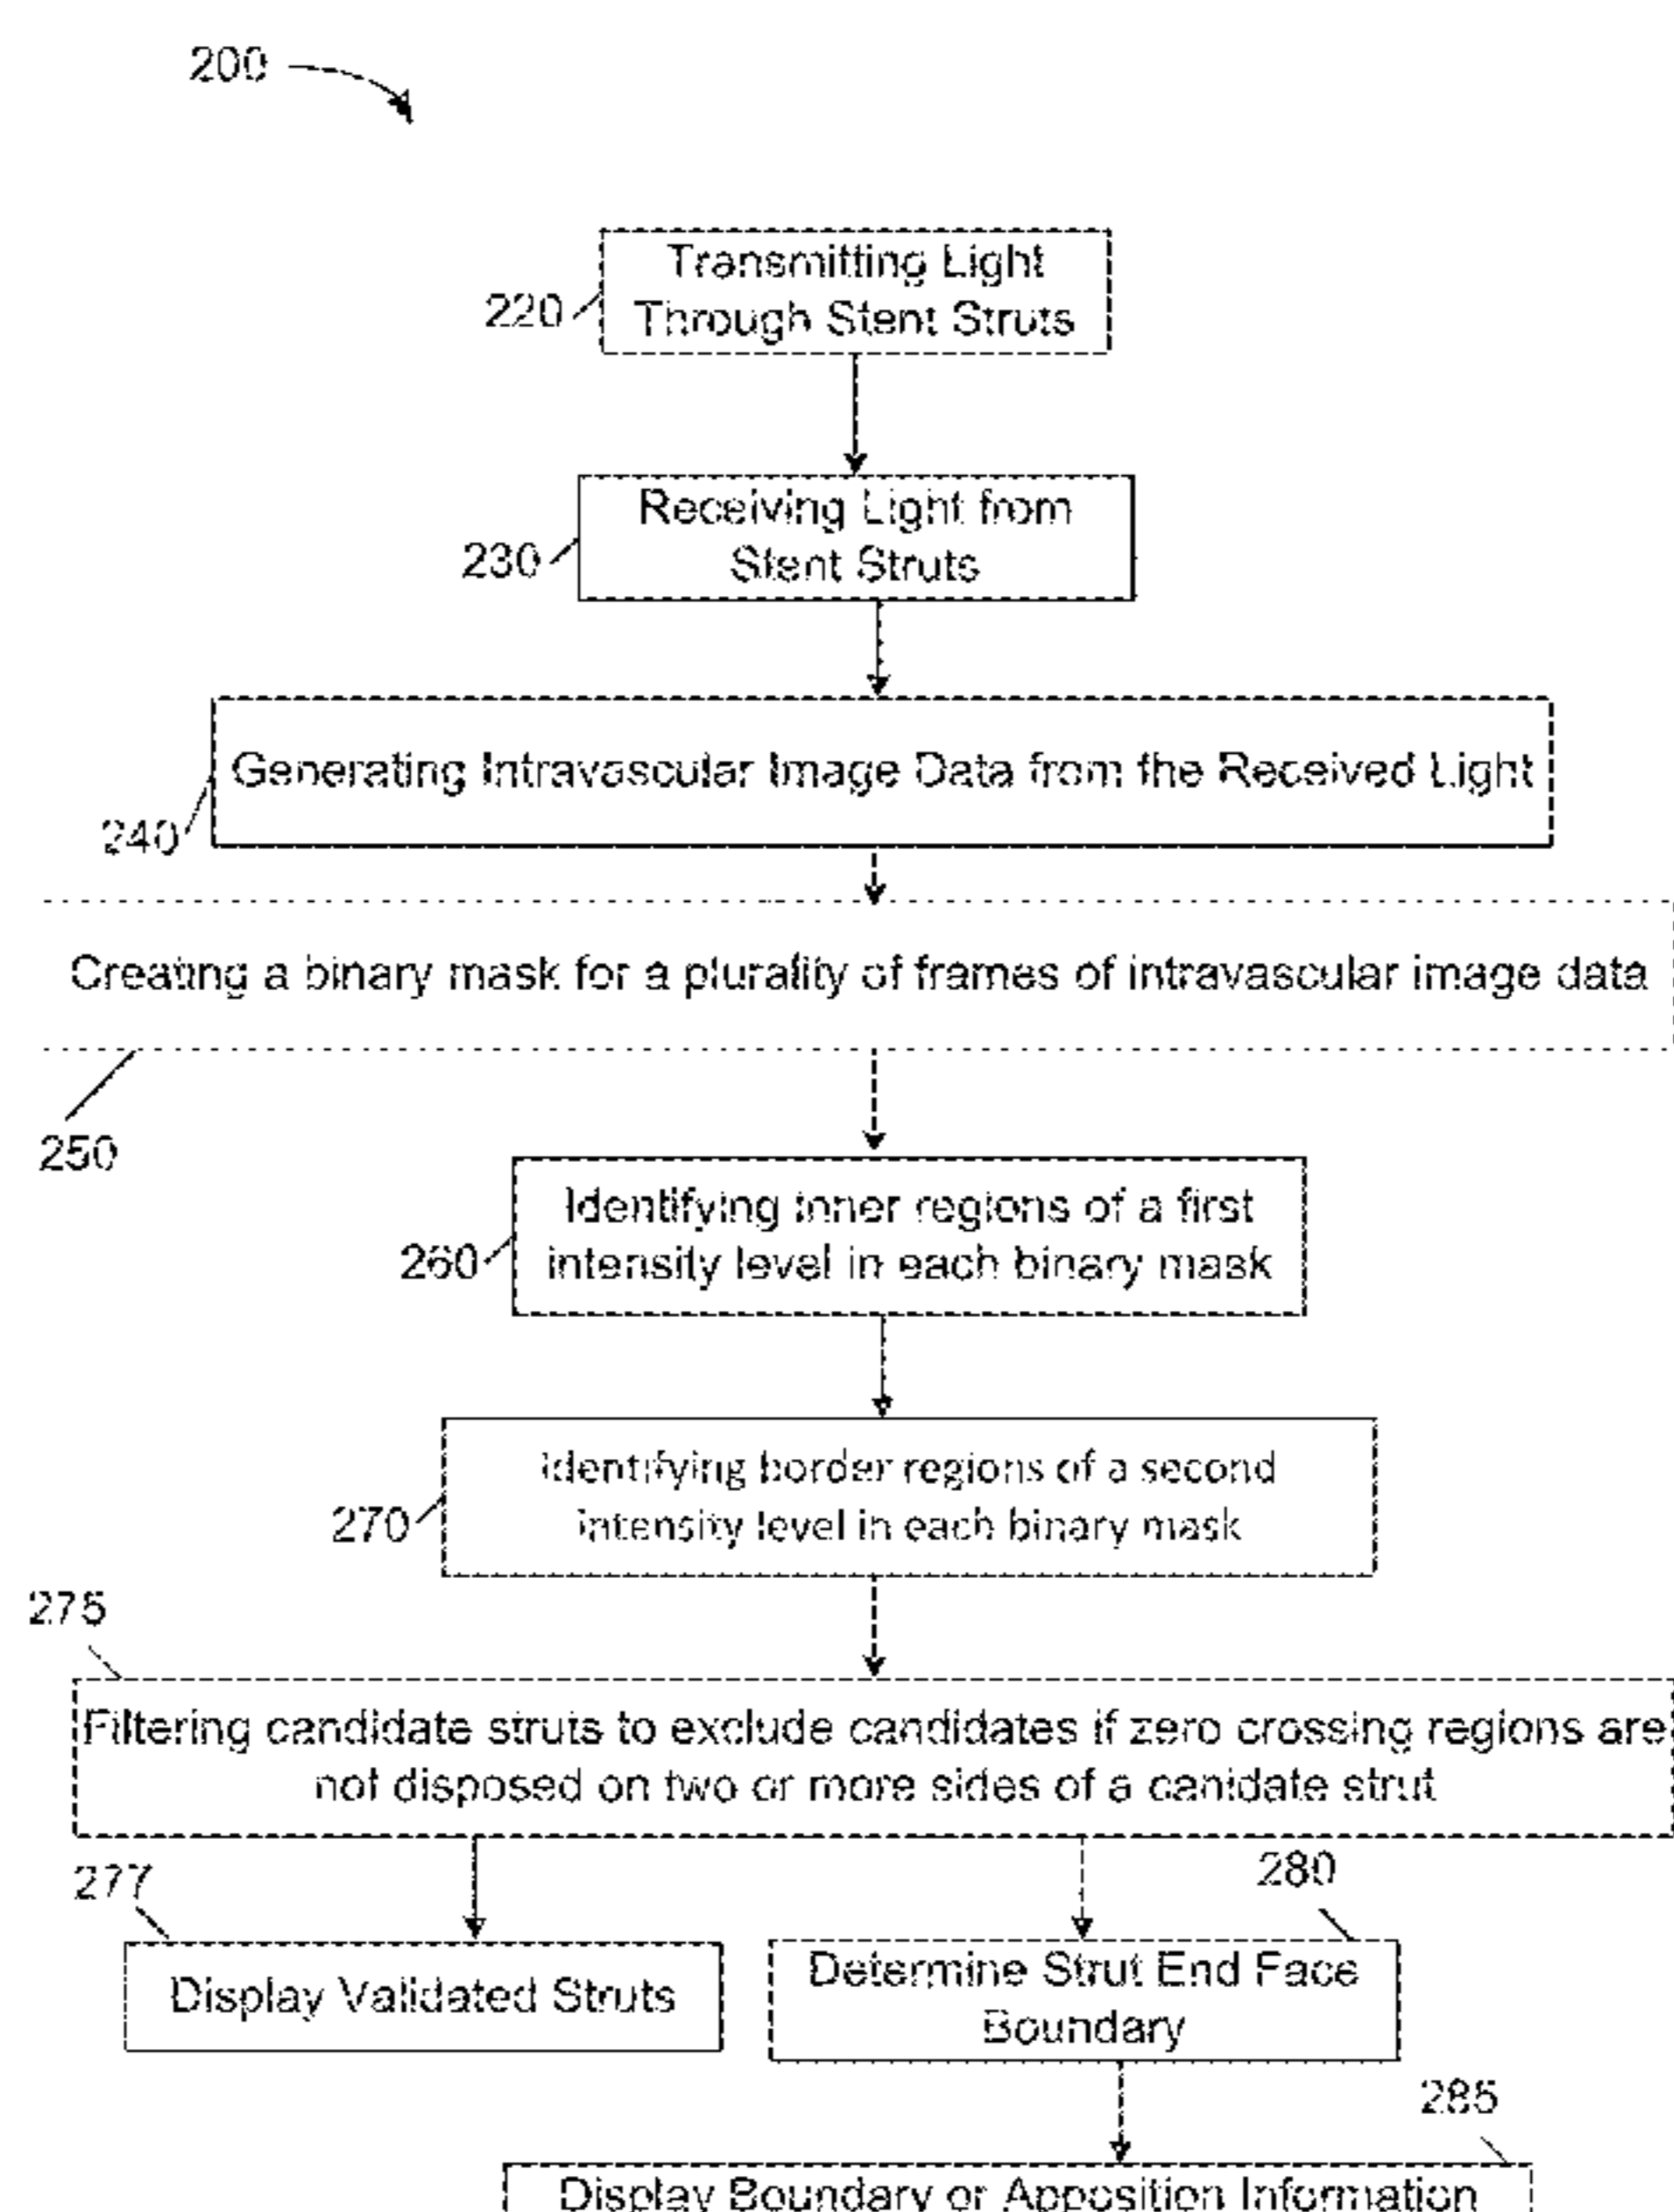 200
Transmitting Light
Through Stent Struts
220
Receiving Light from
Stent Struts
230
Generating Intravascular Image Data from the Received Light
240
Creating a binary mask for a plurality of frames of intravascular image data
250
Identifying inner regions of a first
intensity level in each binary mask
260
Identifying border regions of a second
intensity level in each binary mask
270
275
Filtering candidate struts to exclude candidates if zero crossing regions are
not disposed on two or more sides of a canidate strut
277
280
Display Validated Struts
Determine Strut End Face
Boundary
285
Display Boundary or Apposition Information